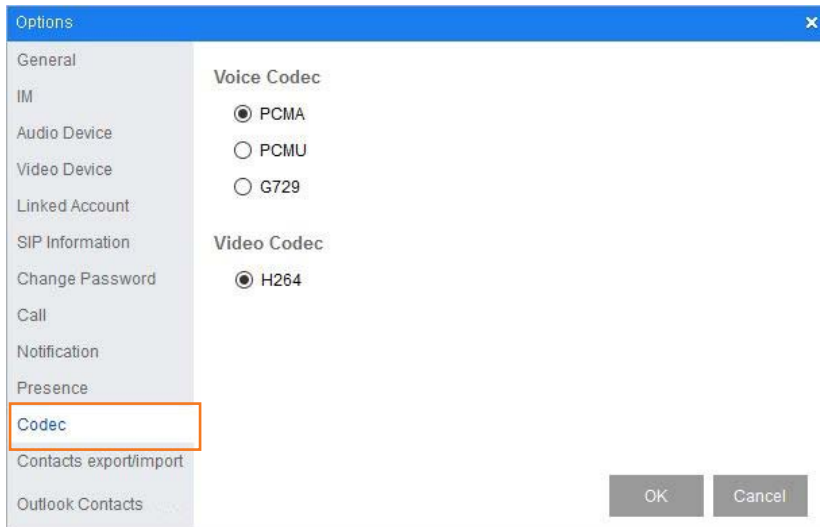 Options
General
IM
Audio Device
Video Device
Linked Account
SIP Information
Change Password
Call
Notification
Presence
Codec
Contacts export/import
Outlook Contacts
Voice Codec
PCMA
PCMU
G729
Video Codec
H264
OK
Cancel